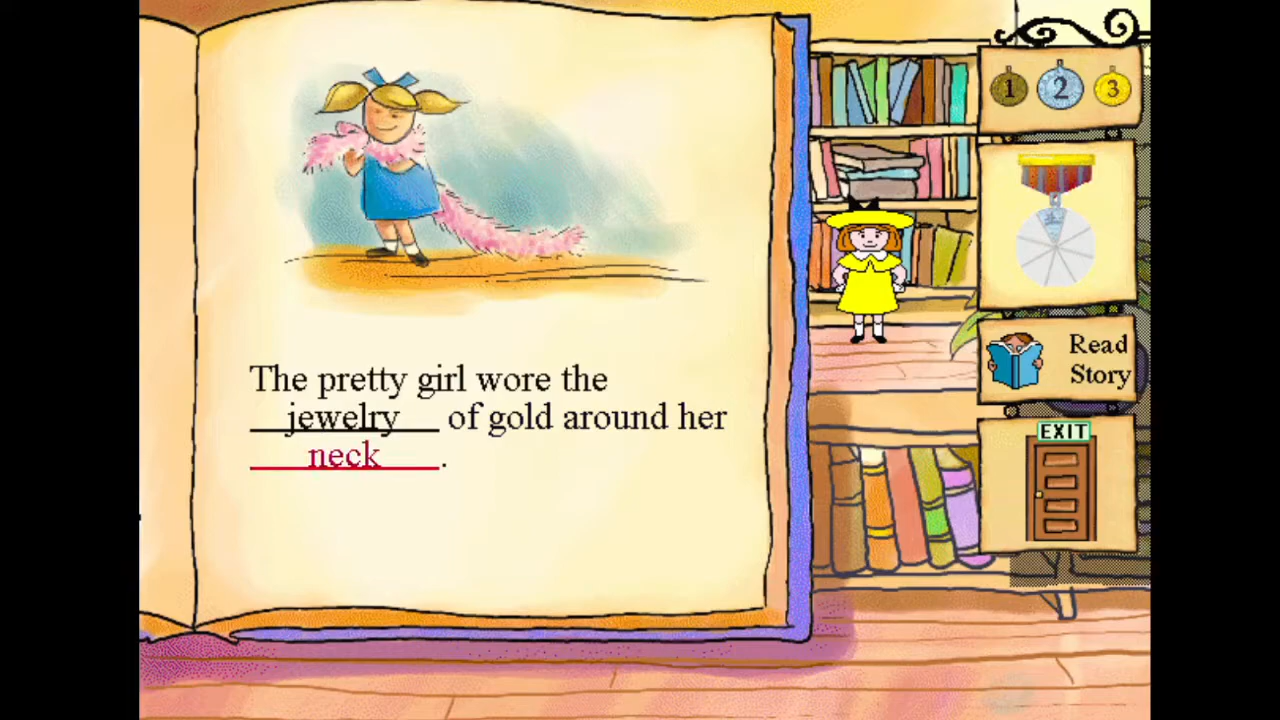 1 2 3
The pretty girl wore the
jewelry of gold around her
neck.
Read
Story
EXIT